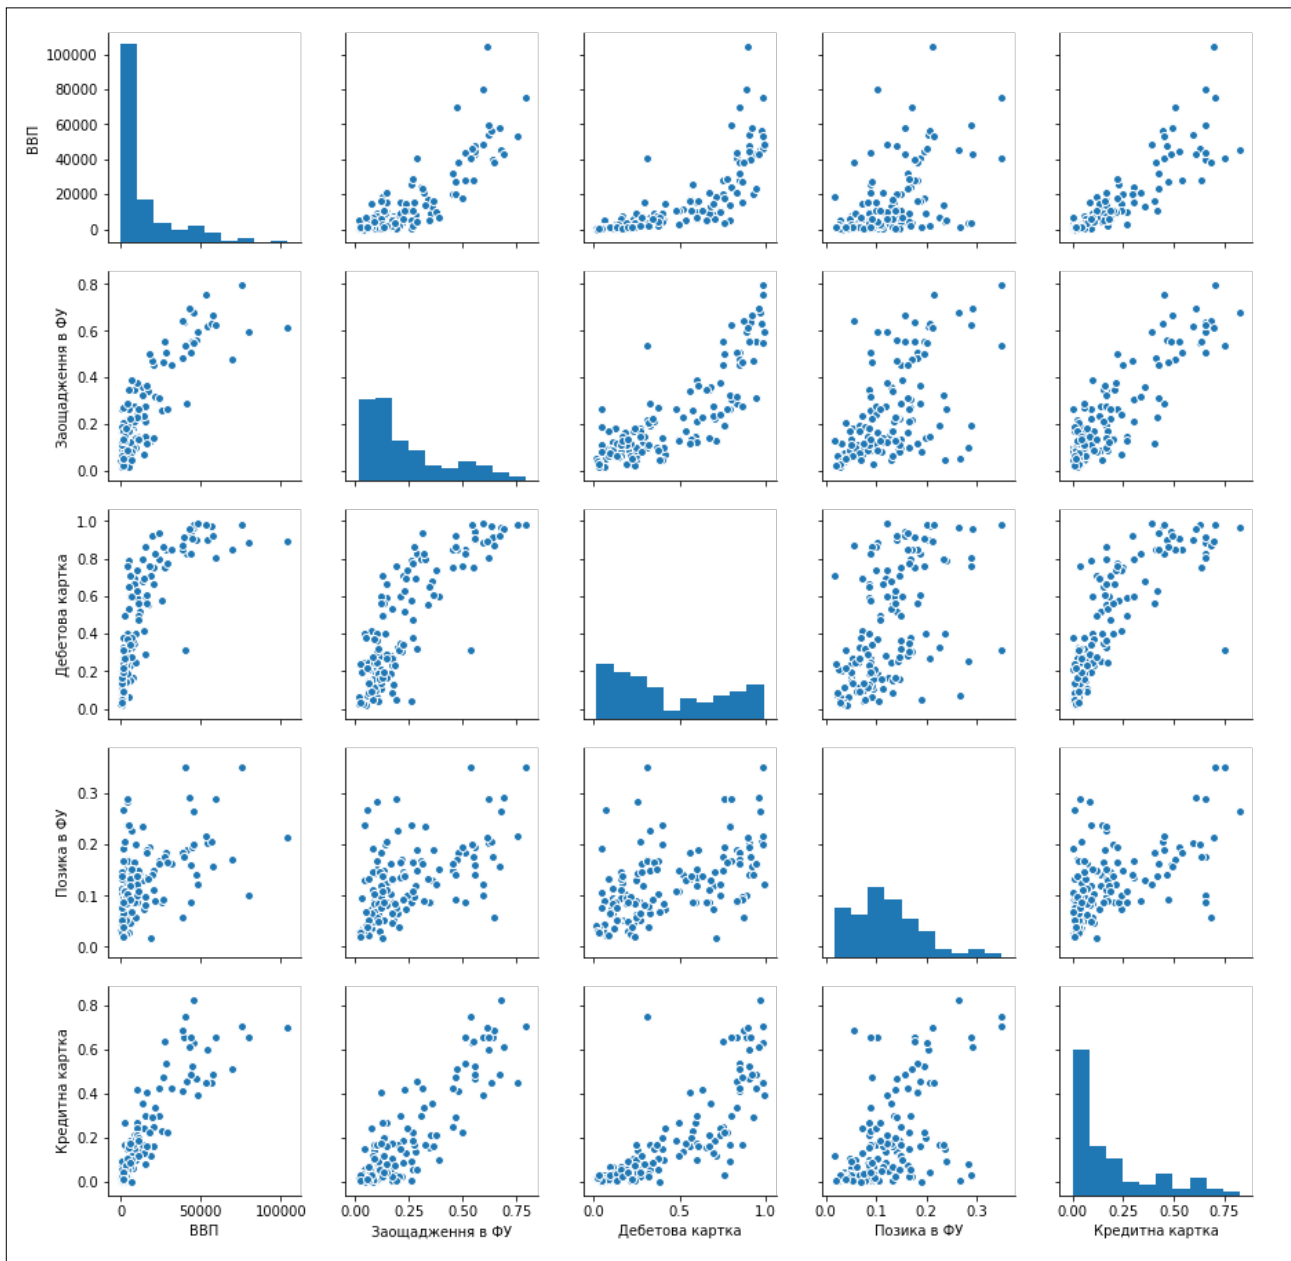 100000
80000
60000
40000
20000
0
ВВП
0.8
0.6
0.4
0.2
0.0
Заощадження в ФУ
1.0
0.8
0.6
0.4
0.2
0.0
Дебетова картка
0.3
0.2
0.1
0.0
Позика в ФУ
0.8
0.6
0.4
0.2
0.0
Кредитна картка
0 50000 100000
0.00 0.25 0.50 0.75
0.0 0.5 1.0
0.0 0.1 0.2 0.3
0.00 0.25 0.50 0.75
ВВП
Заощадження в ФУ
Дебетова картка
Позика в ФУ
Кредитна картка